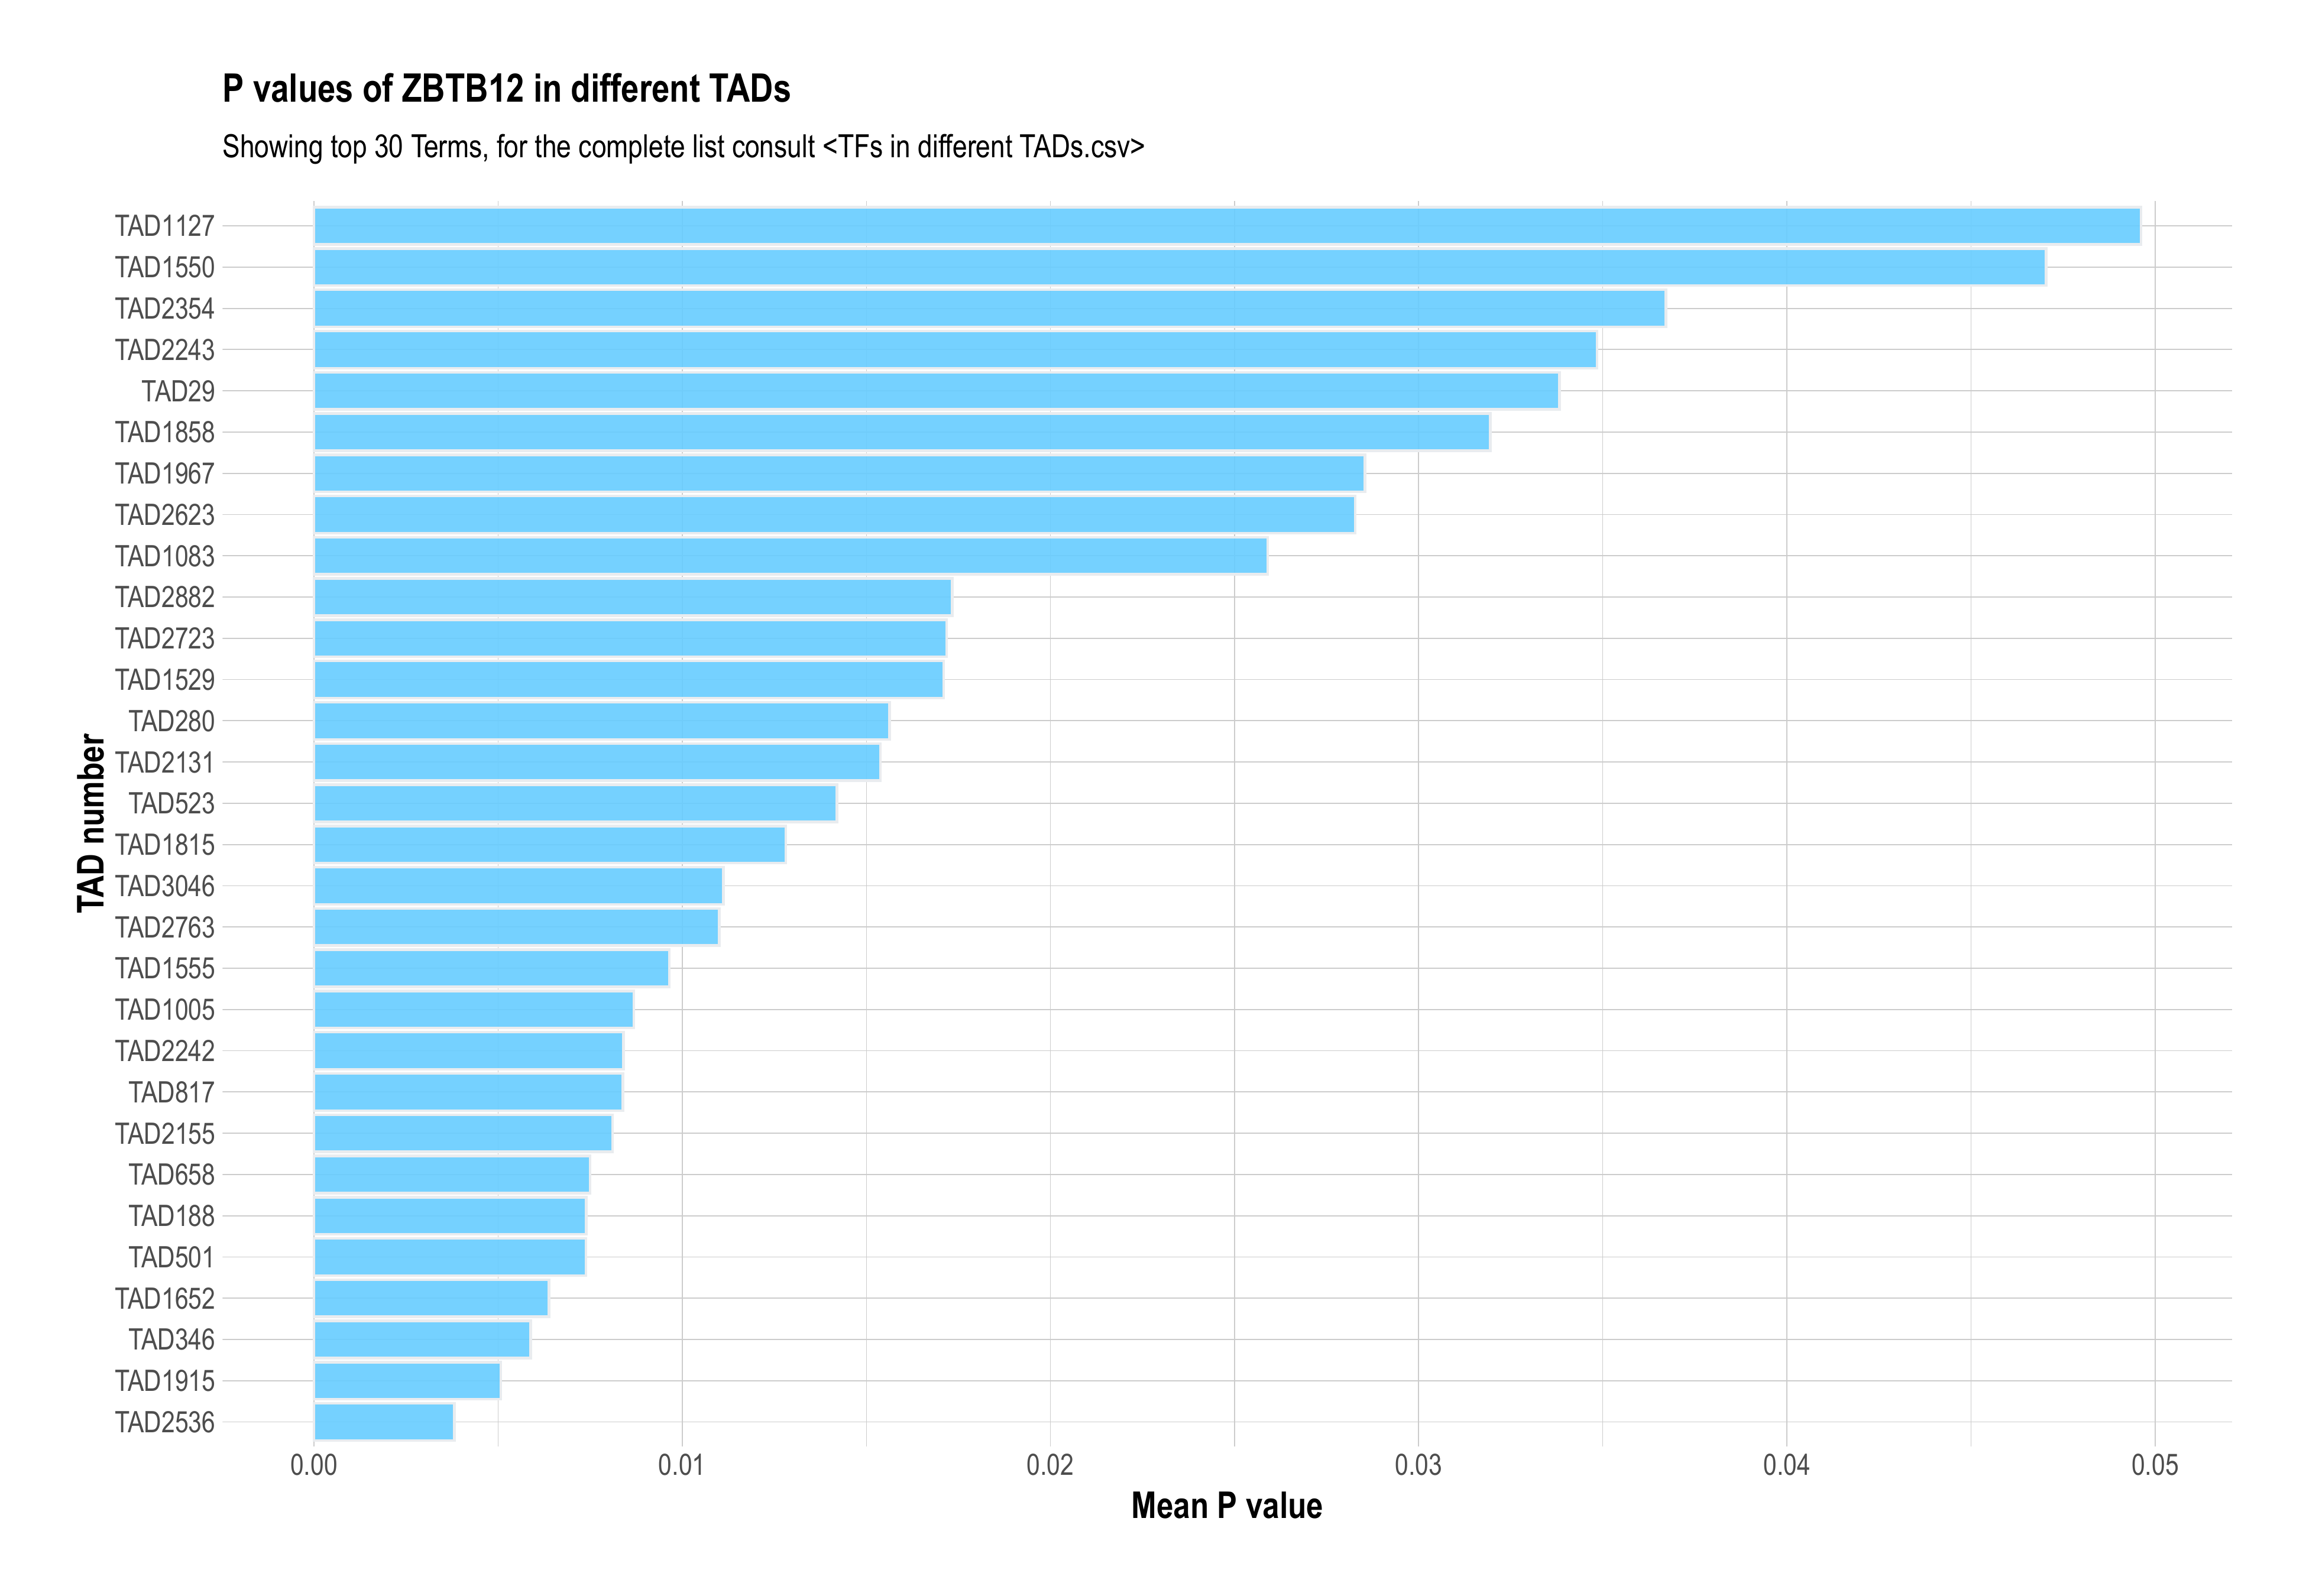 P values of ZBTB12 in different TADs
Showing top 30 Terms, for the complete list consult <TFs in different TADs.csv>
TAD number
TAD1127
TAD1550
TAD2354
TAD2243
TAD29
TAD1858
TAD1967
TAD2623
TAD1083
TAD2882
TAD2723
TAD1529
TAD280
TAD2131
TAD523
TAD1815
TAD3046
TAD2763
TAD1555
TAD1005
TAD2242
TAD817
TAD2155
TAD658
TAD188
TAD501
TAD1652
TAD346
TAD1915
TAD2536
0.00 0.01 0.02 0.03 0.04 0.05
Mean P value